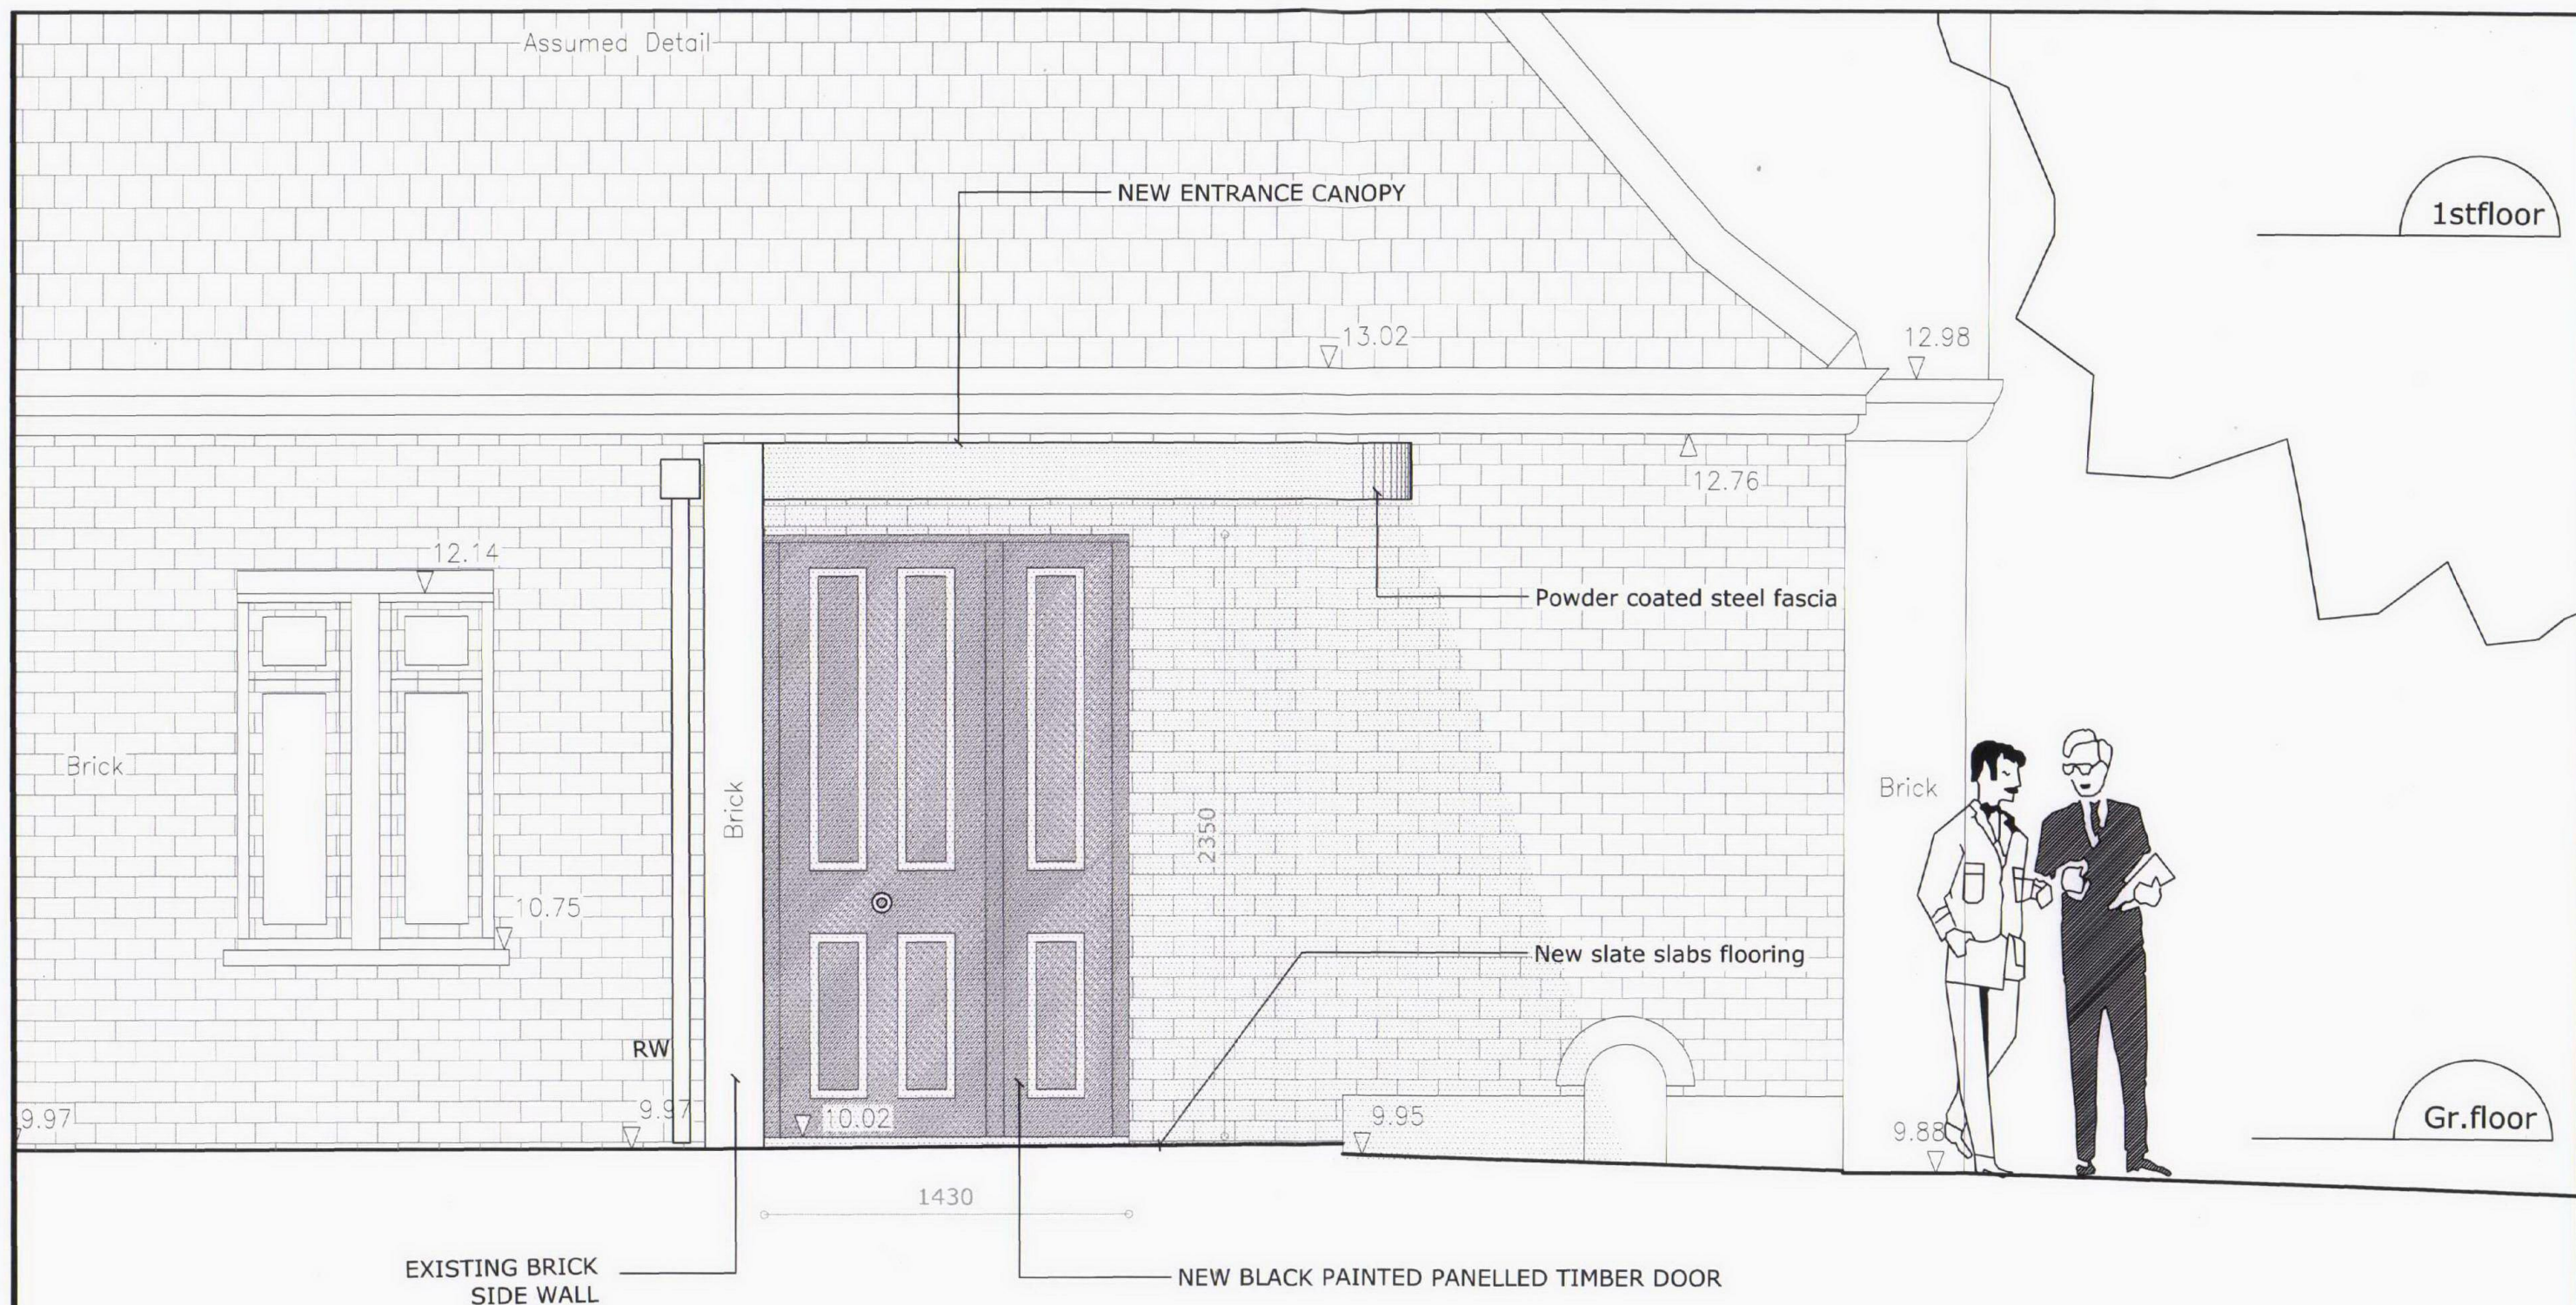 Assumed Detail
NEW ENTRANCE CANOPY
1stfloor
13.02
12.98
12.76
12.14
Powder coated steel fascia
Brick
Brick
Brick
2350
10.75
New slate slabs flooring
RW
9.97
9.97
10.02
9.95
9.88
Gr.floor
1430
EXISTING BRICK
SIDE WALL
NEW BLACK PAINTED PANELLED TIMBER DOOR